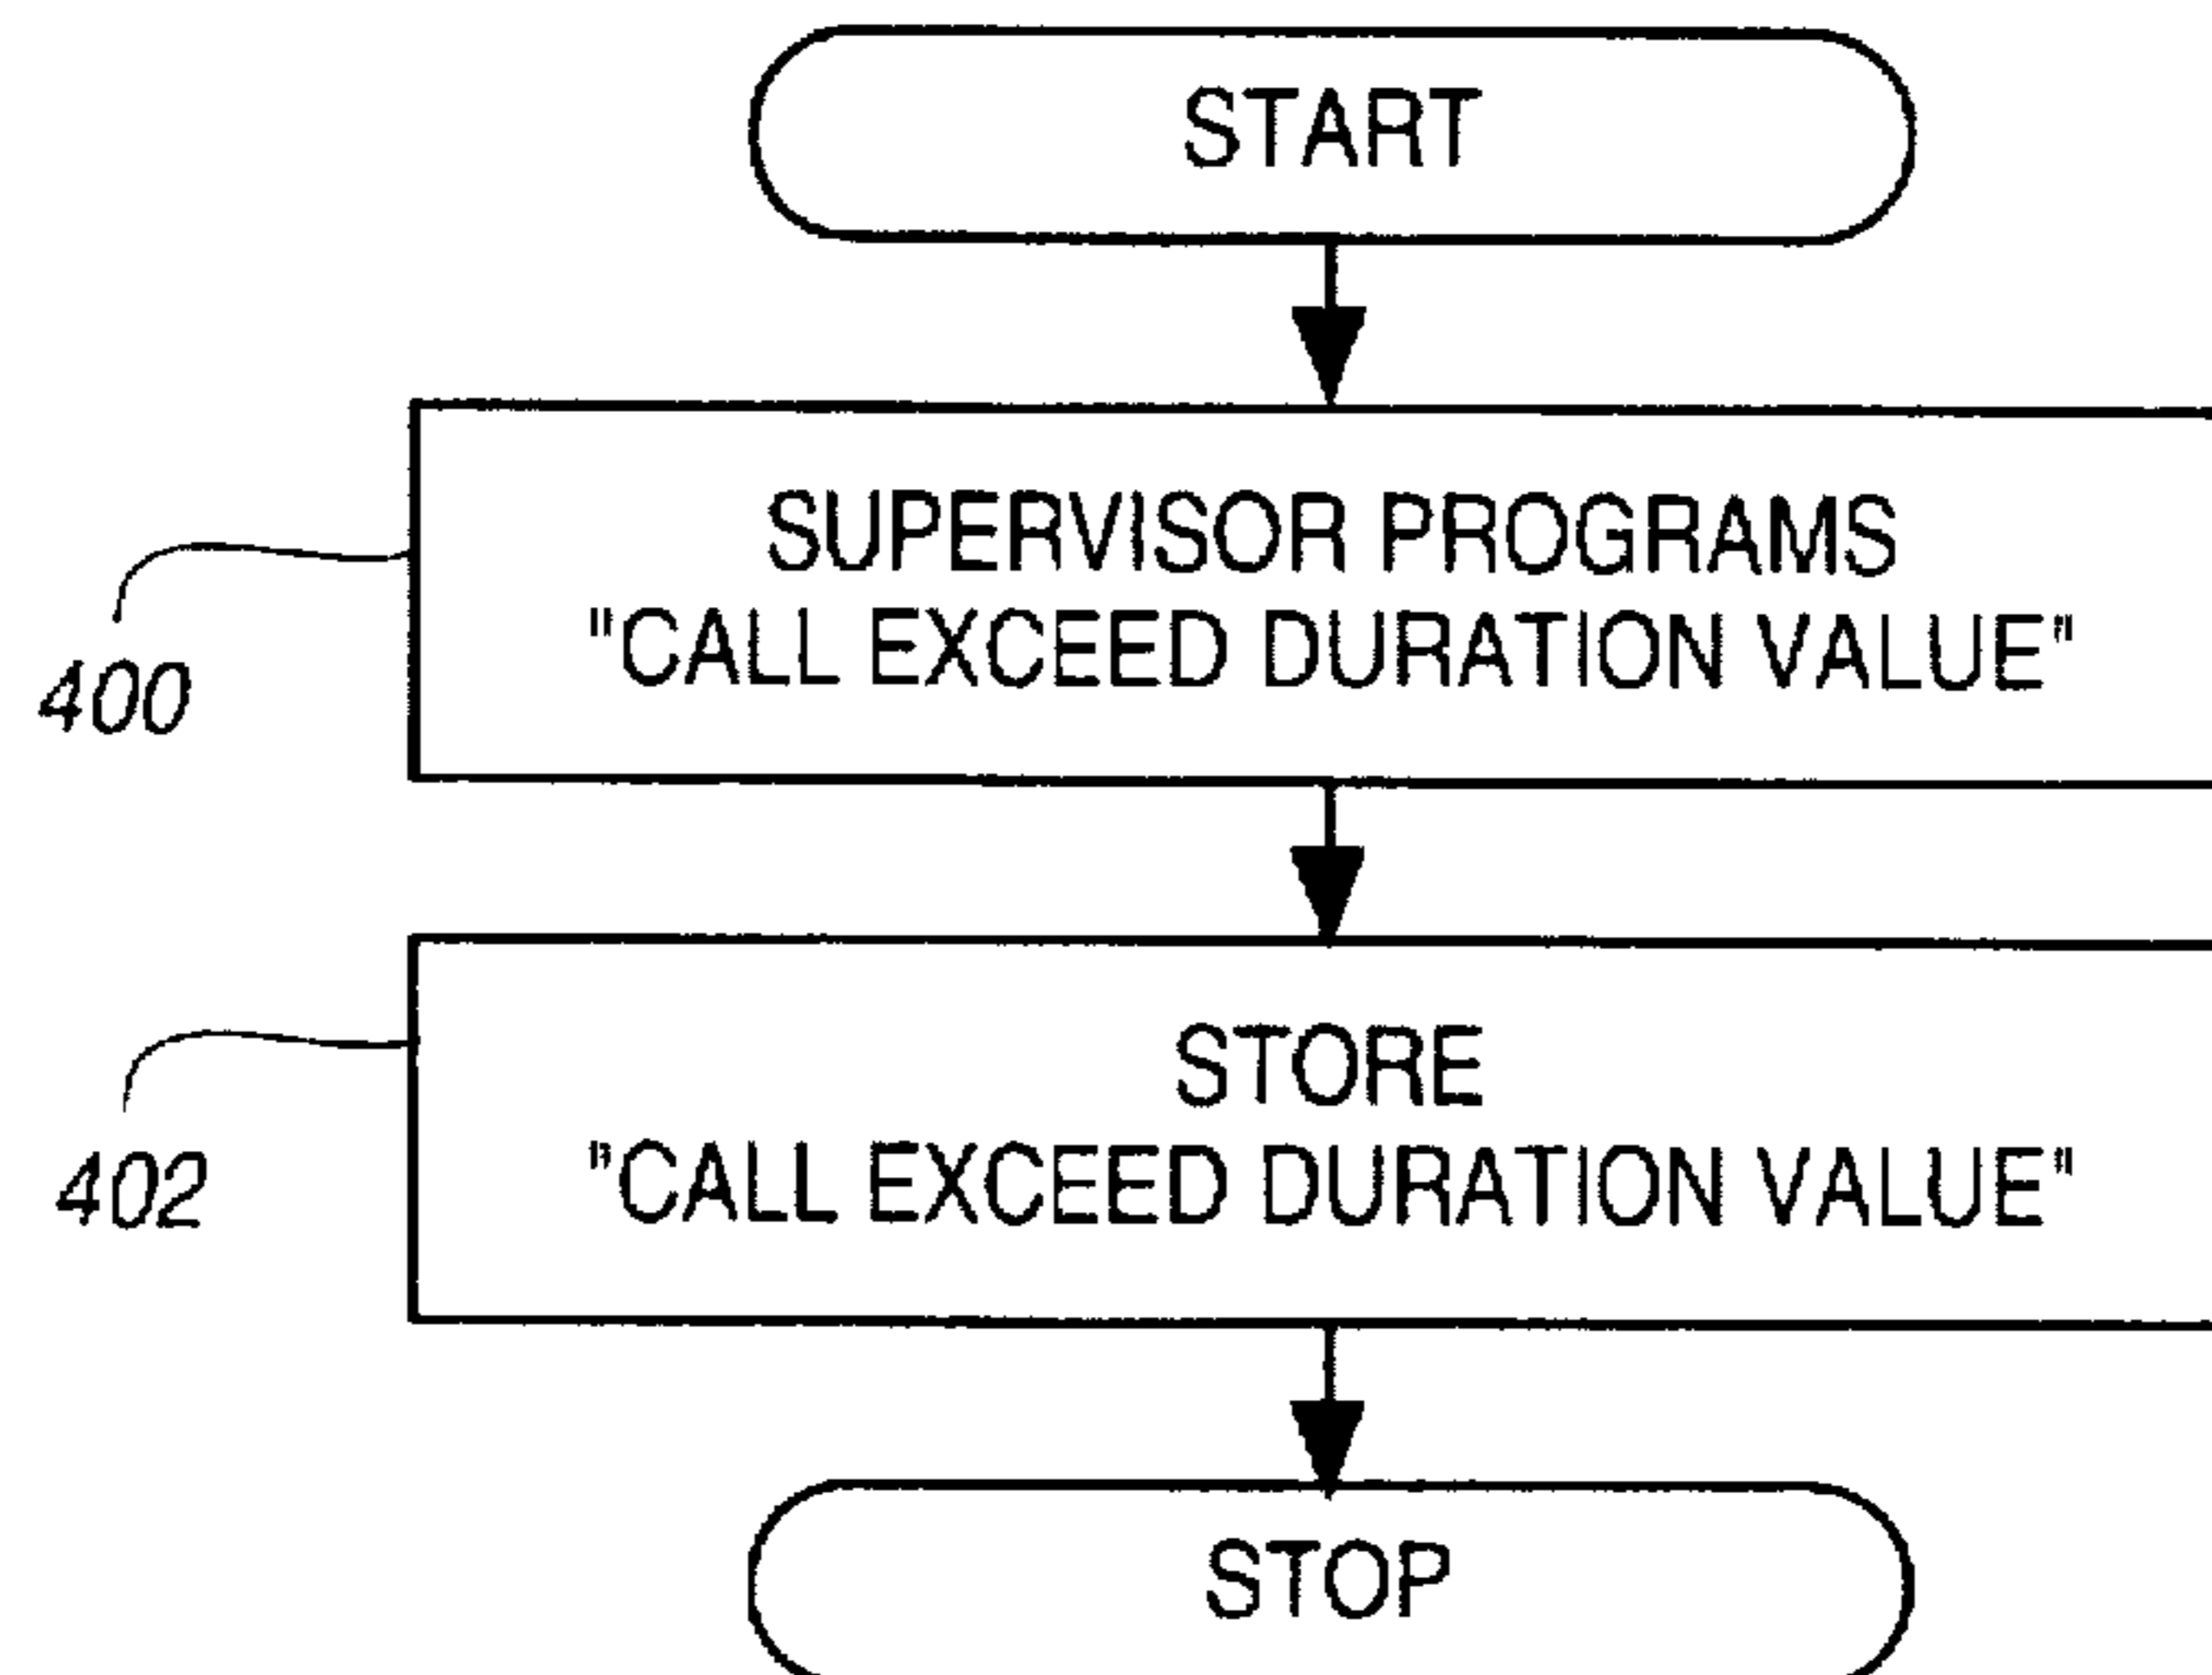 START
SUPERVISOR PROGRAMS
"CALL EXCEED DURATION VALUE"
400
STORE
"CALL EXCEED DURATION VALUE"
402
STOP